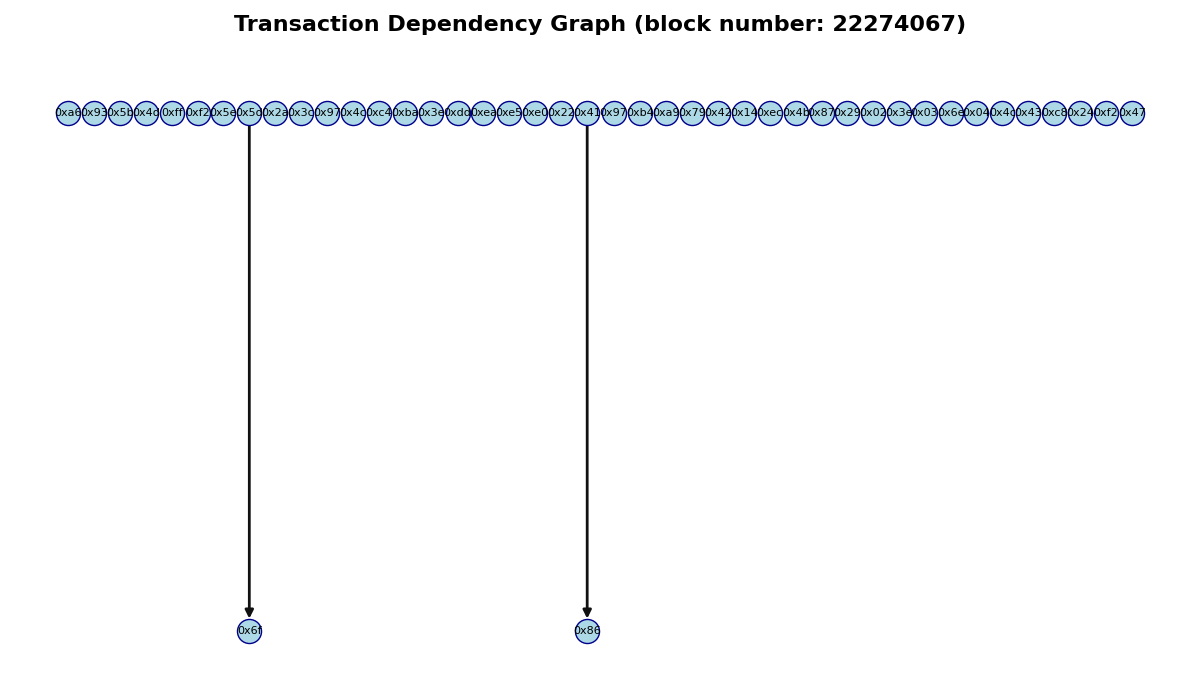 Transaction Dependency Graph (block number: 22274067)
0xa6 0x93 0x5b 0x4d 0xff 0xf2 0x5e 0x5d 0x2a 0x3c 0x97 0x4c 0xc4 0xba 0x3e 0xdd 0xea 0xe5 0xe0 0x22 0x41 0x97 0xb4 0xa9 0x79 0x42 0x14 0xec 0x4b 0x87 0x29 0x02 0x3e 0x03 0x6e 0x04 0x4c 0x43 0xc8 0x24 0xf2 0x47
0x6f 0x86